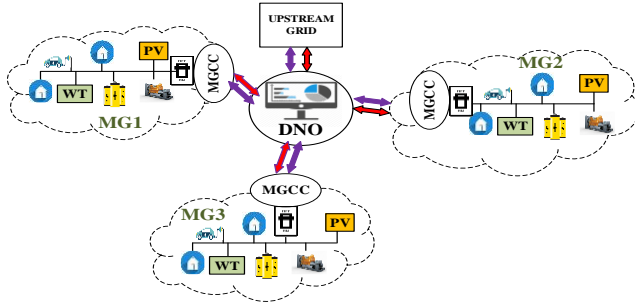 UPSTREAM
GRID
PV
MGCC
WT
MG1
DNO
MG2
MGCC
PV
WT
MGCC
MG3
PV
WT